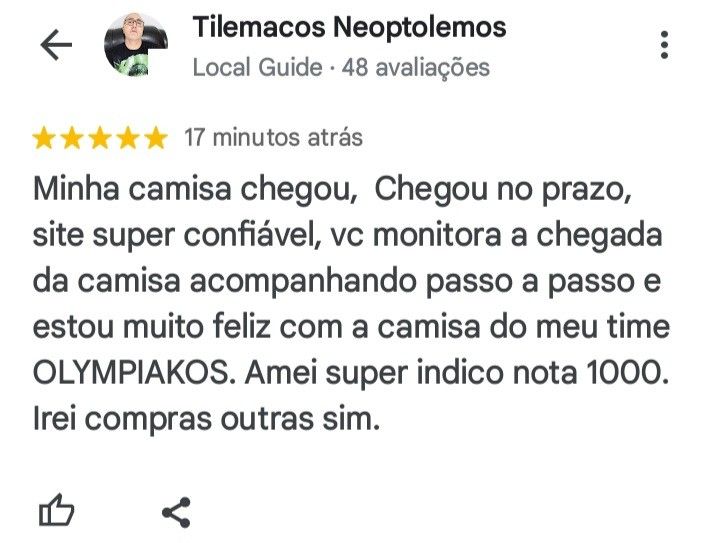 Tilemacos Neoptolemos
Local Guide · 48 avaliações
17 minutos atrás
Minha camisa chegou,  Chegou no prazo,
site super confiável, vc monitora a chegada
da camisa acompanhando passo a passo e
estou muito feliz com a camisa do meu time
OLYMPIAKOS. Amei super indico nota 1000.
Irei compras outras sim.